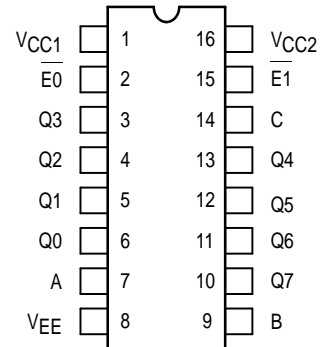 VCC1 1 16 VCC2
E0 2 15 E1
Q3 3 14 C
Q2 4 13 Q4
Q1 5 12 Q5
Q0 6 11 Q6
A 7 10 Q7
VEE 8 9 B